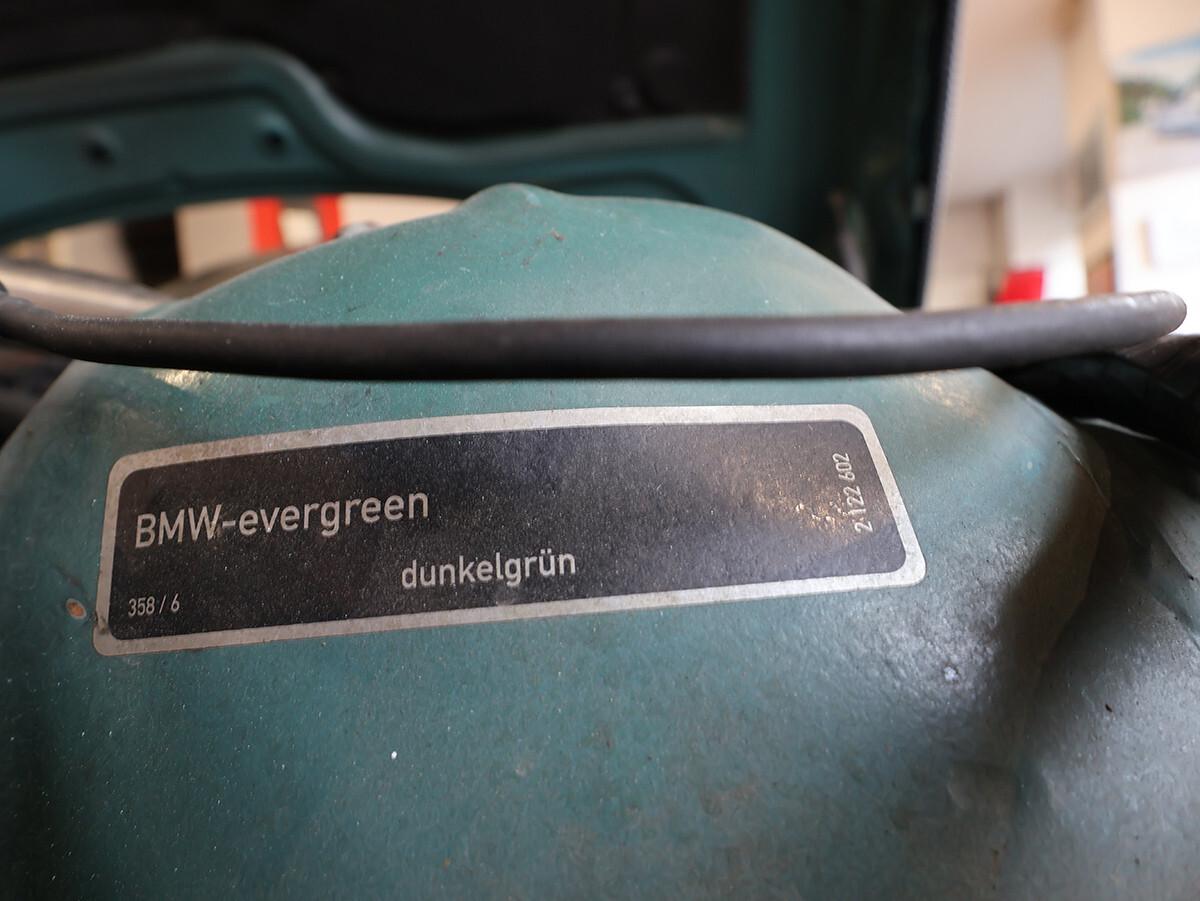 BMW-evergreen
dunkelgrün
358 / 6
2 122 602